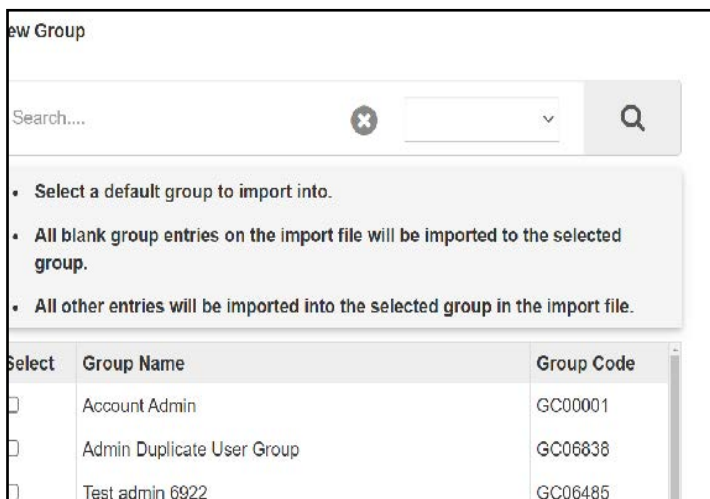 ew Group
Search....
• Select a default group to import into.
• All blank group entries on the import file will be imported to the selected
group.
• All other entries will be imported into the selected group in the import file.
Select Group Name Group Code
Account Admin GC00001
Admin Duplicate User Group GC06838
Test admin 6922 GC06485